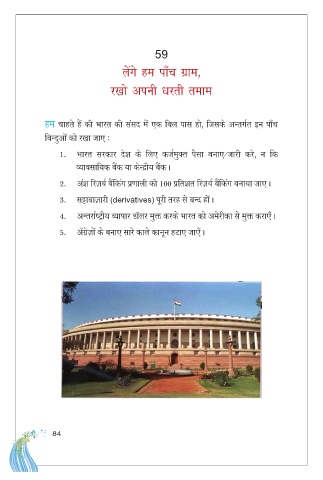 59
लेंगे हम पाँच ग्राम,
रखो अपनी धरती तमाम
हम चाहते हैं की भारत की संसद में एक बिल पास हो, जिसके अन्तर्गत इन पाँच
बिन्दुओं को रखा जाए :
1. भारत सरकार देश के लिए कर्जमुक्त पैसा बनाए/जारी करे, न कि
व्यावसायिक बैंक या केन्द्रीय बैंक।
2. अंश रिज़र्व बैंकिंग प्रणाली को 100 प्रतिशत रिज़र्व बैंकिंग बनाया जाए।
3. सट्टाबाज़ारी (derivatives) पूरी तरह से बन्द हों।
4. अन्तर्राष्ट्रीय व्यापार डॉलर मुक्त करके भारत को अमेरीका से मुक्त कराएँ।
5. अंग्रेज़ों के बनाए सारे काले कानून हटाए जाएँ।
84